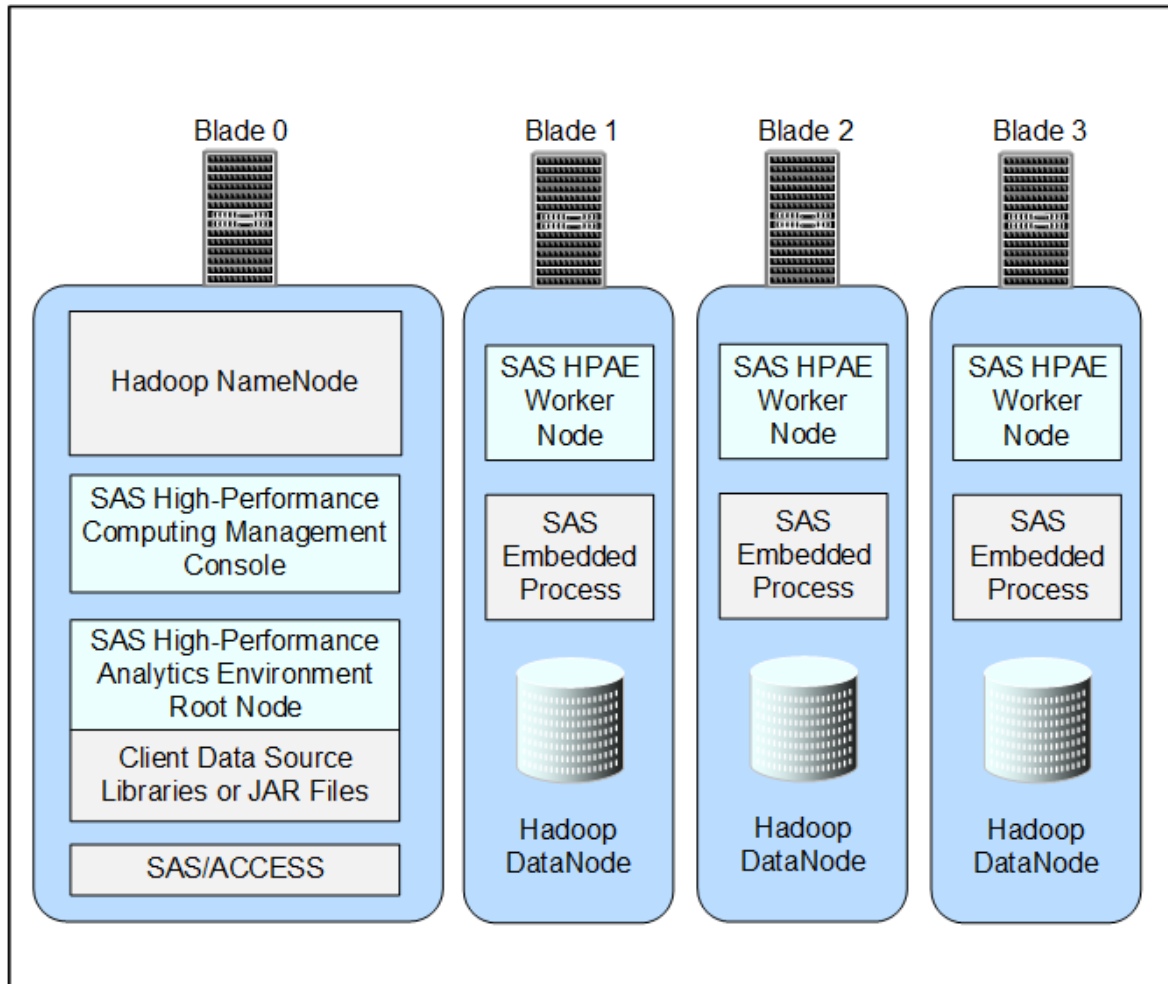 Blade 0
Hadoop NameNode
SAS High-Performance
Computing Management
Console
SAS High-Performance
Analytics Environment
Root Node
Client Data Source
Libraries or JAR Files
SAS/ACCESS
Blade 1
SAS HPAE
Worker
Node
SAS
Embedded
Process
Hadoop
DataNode
Blade 2
SAS HPAE
Worker
Node
SAS
Embedded
Process
Hadoop
DataNode
Blade 3
SAS HPAE
Worker
Node
SAS
Embedded
Process
Hadoop
DataNode